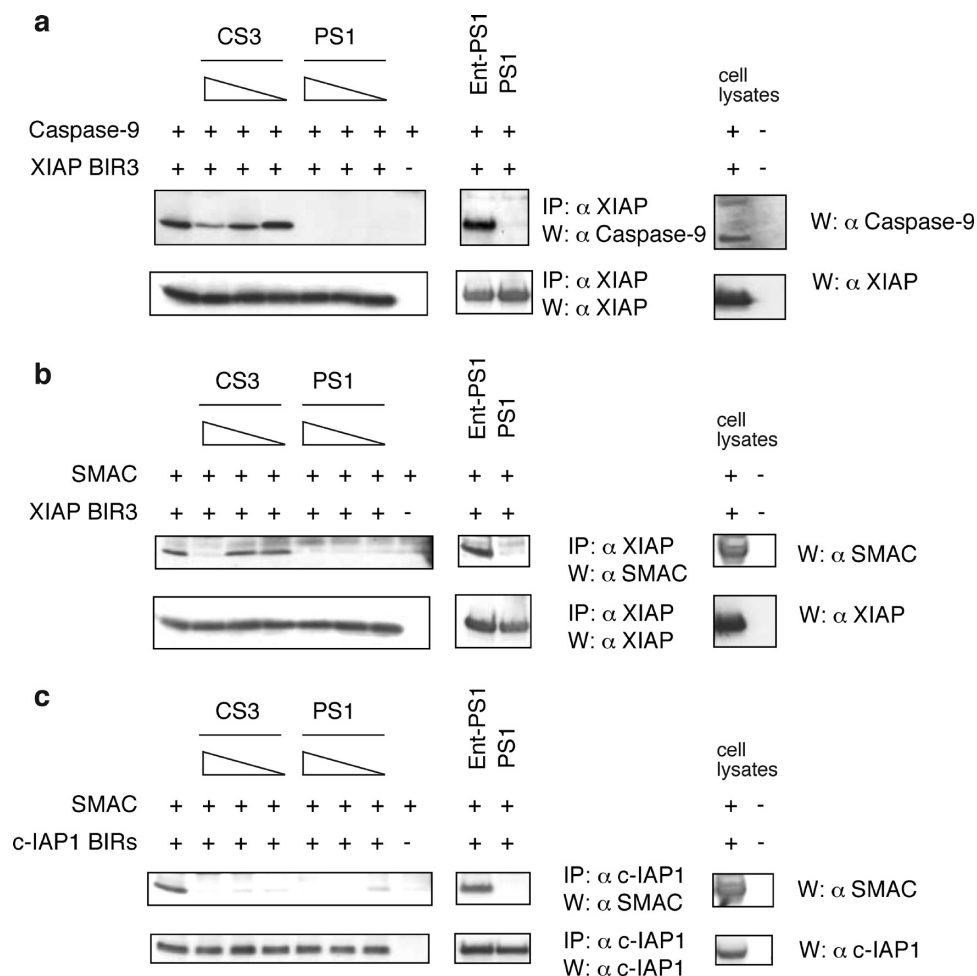 a
CS3 PS1 Ent-PS1 PS1 cell
lysates
Caspase-9 + + + + + + + + + + + -
XIAP BIR3 + + + + + + + - + + + -
IP: α XIAP
W: α Caspase-9 W: α Caspase-9
IP: α XIAP W: α XIAP
W: α XIAP
b
CS3 PS1 Ent-PS1 PS1 cell
lysates
SMAC + + + + + + + + + + + -
XIAP BIR3 + + + + + + + - + + + -
IP: α XIAP W: α SMAC
W: α SMAC
IP: α XIAP W: α XIAP
W: α XIAP
c
CS3 PS1 Ent-PS1 PS1 cell
lysates
SMAC + + + + + + + + + + + -
c-IAP1 BIRs + + + + + + + - + + + -
IP: α c-IAP1 W: α SMAC
W: α SMAC
IP: α c-IAP1 W: α c-IAP1
W: α c-IAP1